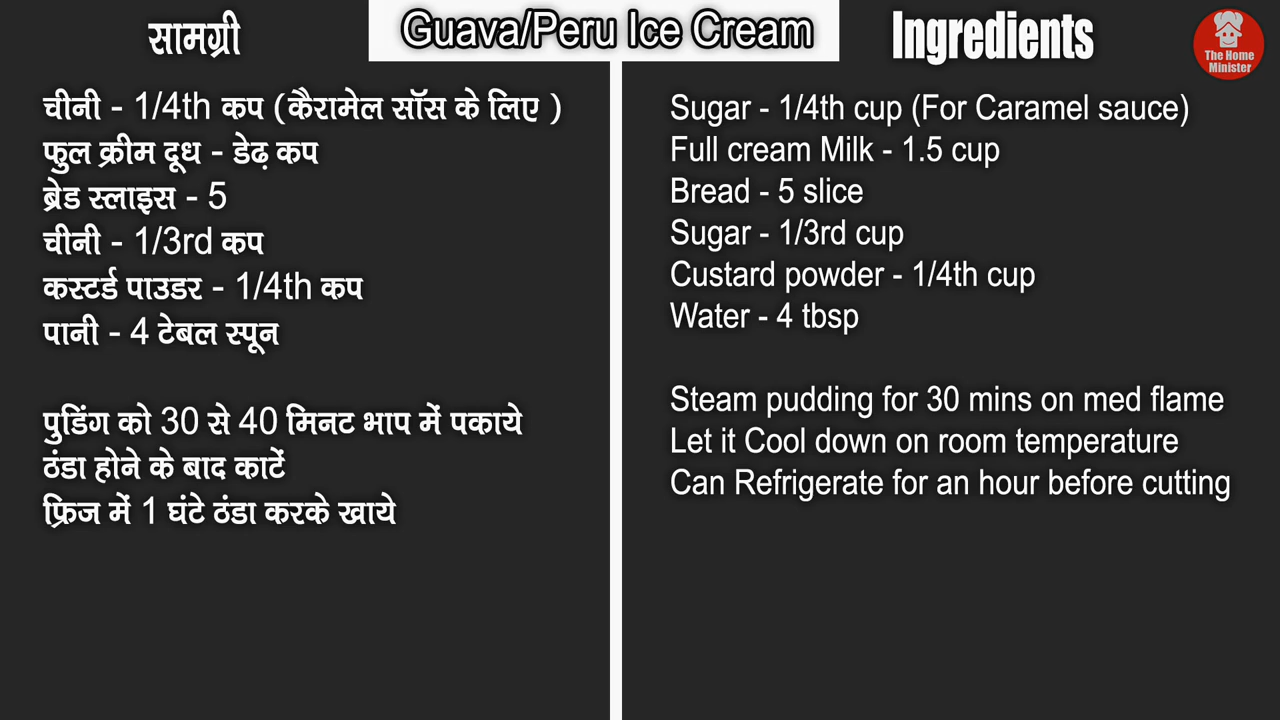 Guava/Peru Ice Cream
सामग्री
चीनी - 1/4th कप (कैरामेल सॉस के लिए )
फुल क्रीम दूध - डेढ़ कप
ब्रेड स्लाइस - 5
चीनी - 1/3rd कप
कस्टर्ड पाउडर - 1/4th कप
पानी - 4 टेबल स्पून
पुडिंग को 30 से 40 मिनट भाप में पकाये
ठंडा होने के बाद काटें
फ़्रिज में 1 घंटे ठंडा करके खाये
Ingredients
Sugar - 1/4th cup (For Caramel sauce)
Full cream Milk - 1.5 cup
Bread - 5 slice
Sugar - 1/3rd cup
Custard powder - 1/4th cup
Water - 4 tbsp
Steam pudding for 30 mins on med flame
Let it Cool down on room temperature
Can Refrigerate for an hour before cutting
The Home
Minister